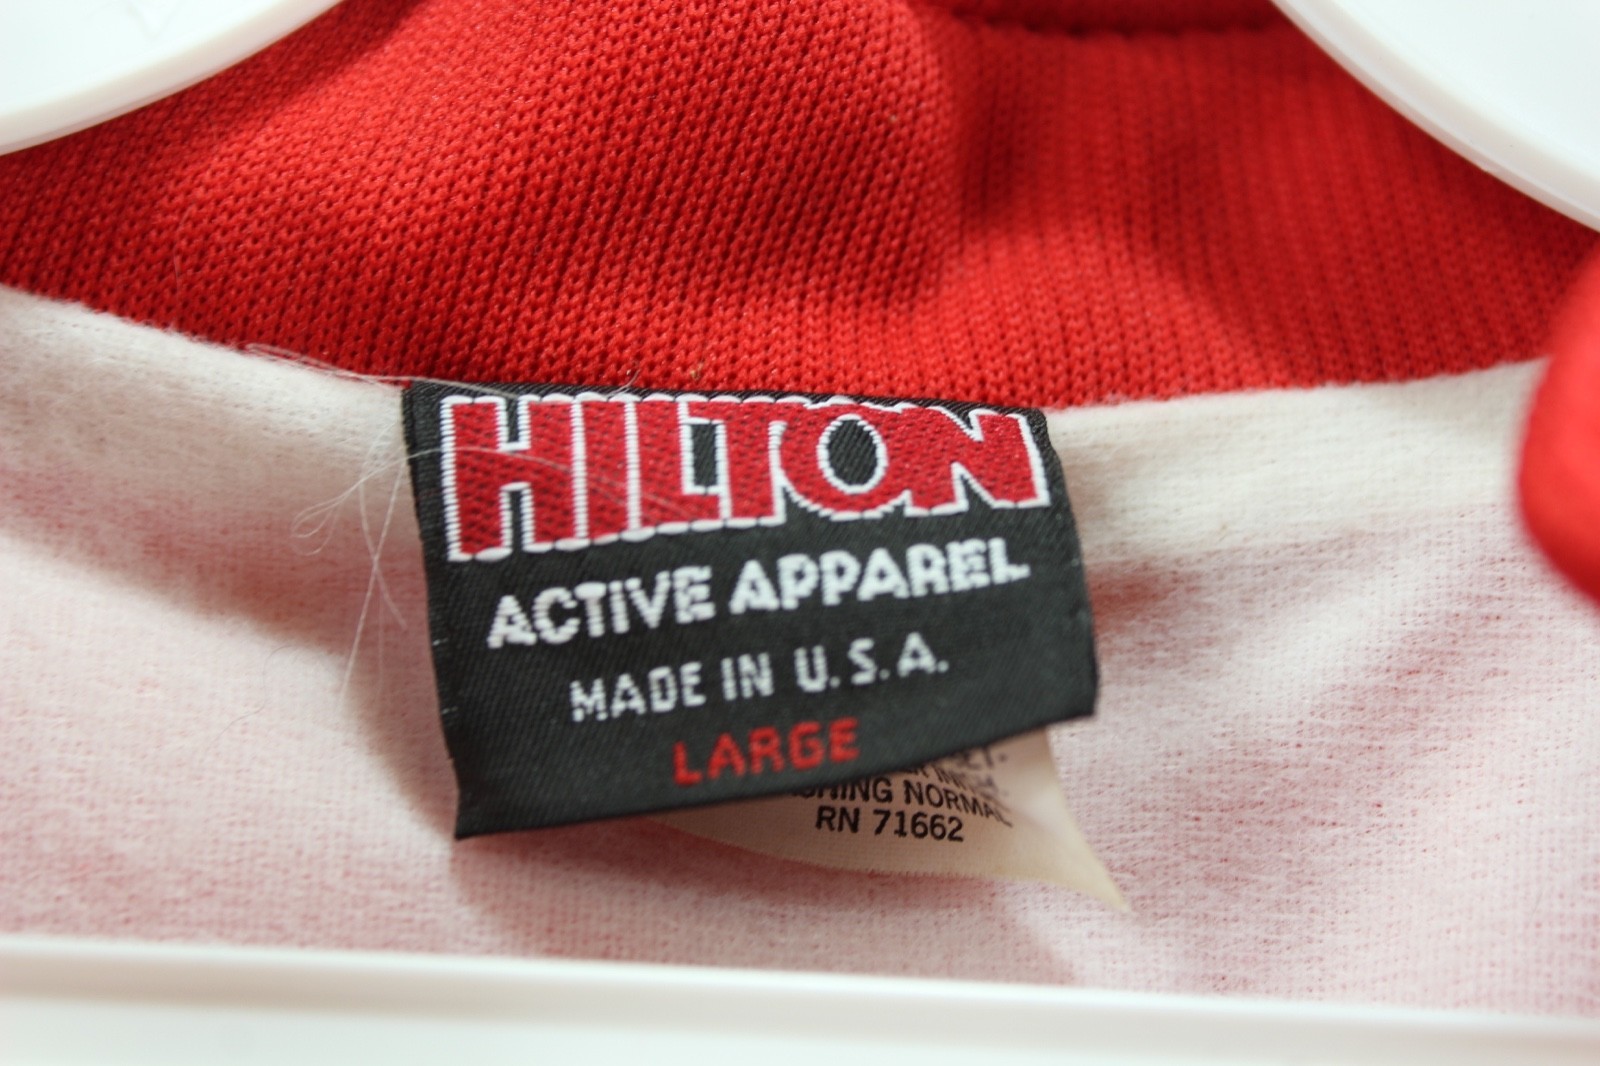 HILTON
ACTIVE APPAREL
MADE IN U.S.A.
LARGE
NORMAL
RN 71662